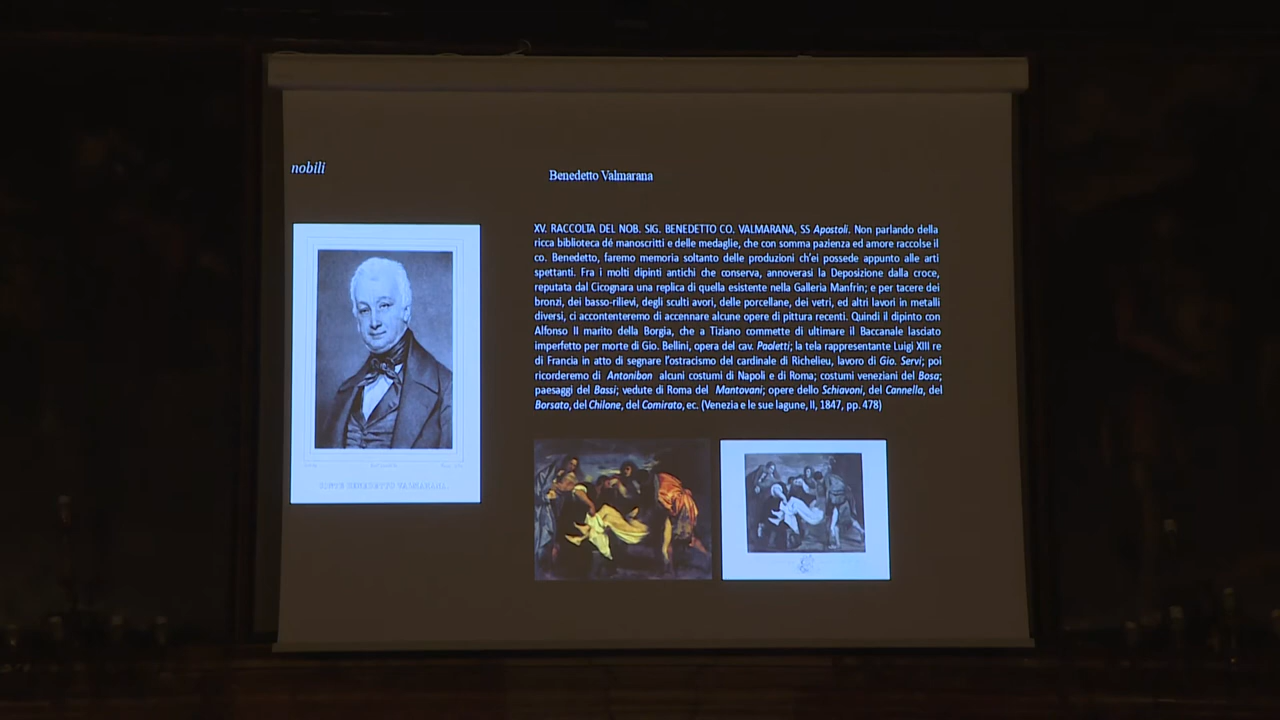 nobili
Benedetto Valmarana
XV. RACCOLTA DEL NOB. SIG. BENEDETTO CO. VALMARANA, SS Apostoli. Non parlando della
ricca biblioteca dé manoscritti e delle medaglie, che con somma pazienza ed amore raccolse il
co. Benedetto, faremo memoria soltanto delle produzioni ch'ei possede appunto alle arti
spettanti. Fra i molti dipinti antichi che conserva, annoverasi la Deposizione dalla croce,
reputata dal Cicognara una replica di quella esistente nella Galleria Manfrin; e per tacere dei
bronzi, dei basso-rilievi, degli sculti avori, delle porcellane, dei vetri, ed altri lavori in metalli
diversi, ci accontenteremo di accennare alcune opere di pittura recenti. Quindi il dipinto con
Alfonso II marito della Borgia, che a Tiziano commette di ultimare il Baccanale lasciato
imperfetto per morte di Gio. Bellini, opera del cav. Paoletti; la tela rappresentante Luigi XIII re
di Francia in atto di segnare l'ostracismo del cardinale di Richelieu, lavoro di Gio. Servi; poi
ricorderemo di Antonibon alcuni costumi di Napoli e di Roma; costumi veneziani del Bosa;
paesaggi del Bassi; vedute di Roma del Mantovani; opere dello Schiavoni, del Cannella, del
Borsato, del Chilone, del Comirato, ec. (Venezia e le sue lagune, II, 1847, pp. 478)
CONTE BENEDETTO VALMARANA